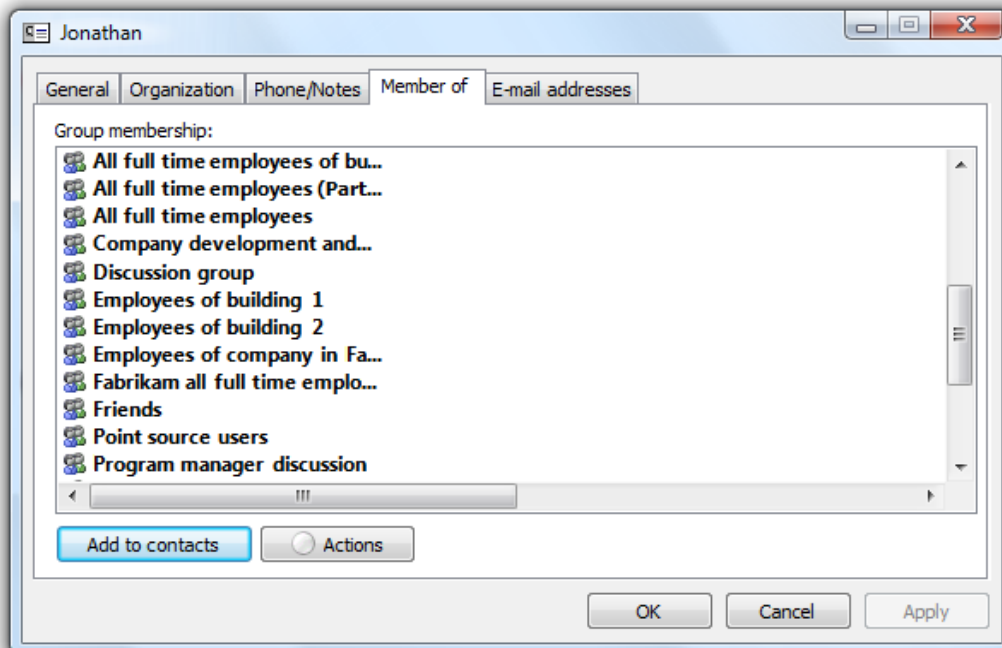 Jonathan
General Organization Phone/Notes Member of E-mail addresses
Group membership:
All full time employees of bu...
All full time employees (Part...
All full time employees
Company development and...
Discussion group
Employees of building 1
Employees of building 2
Employees of company in Fa...
Fabrikam all full time emplo...
Friends
Point source users
Program manager discussion
Add to contacts Actions
OK Cancel Apply